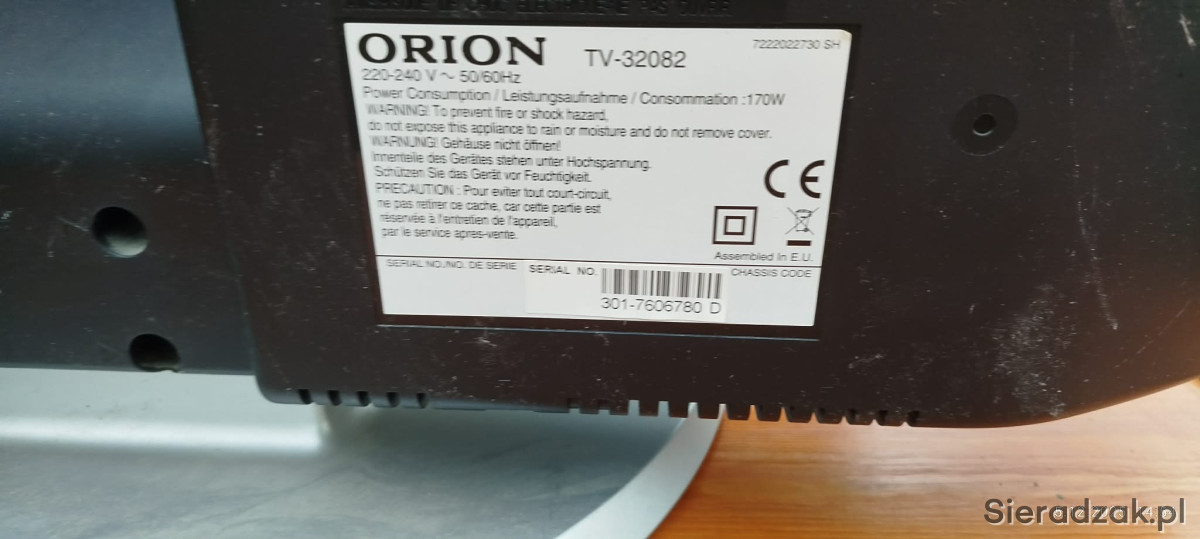 ORION TV-32082
7222022730 SH
220-240 V ~ 50/60Hz
Power Consumption / Leistungsaufnahme / Consommation :170W
WARNING! To prevent fire or shock hazard,
do not expose this appliance to rain or moisture and do not remove cover.
WARNUNG! Gehäuse nicht öffnen!
Innenteile des Gerätes stehen unter Hochspannung.
Schützen Sie das Gerät vor Feuchtigkeit.
PRECAUTION : Pour eviter tout court-circuit,
ne pas retirer ce cache, car cette partie est
réservée à l'entretien de l'appareil,
par le service apres-vente.
CE
Assembled In E.U.
SERIAL NO./NO. DE SERIE
SERIAL NO.
CHASSIS CODE
301-7606780 D
Sieradzak.pl